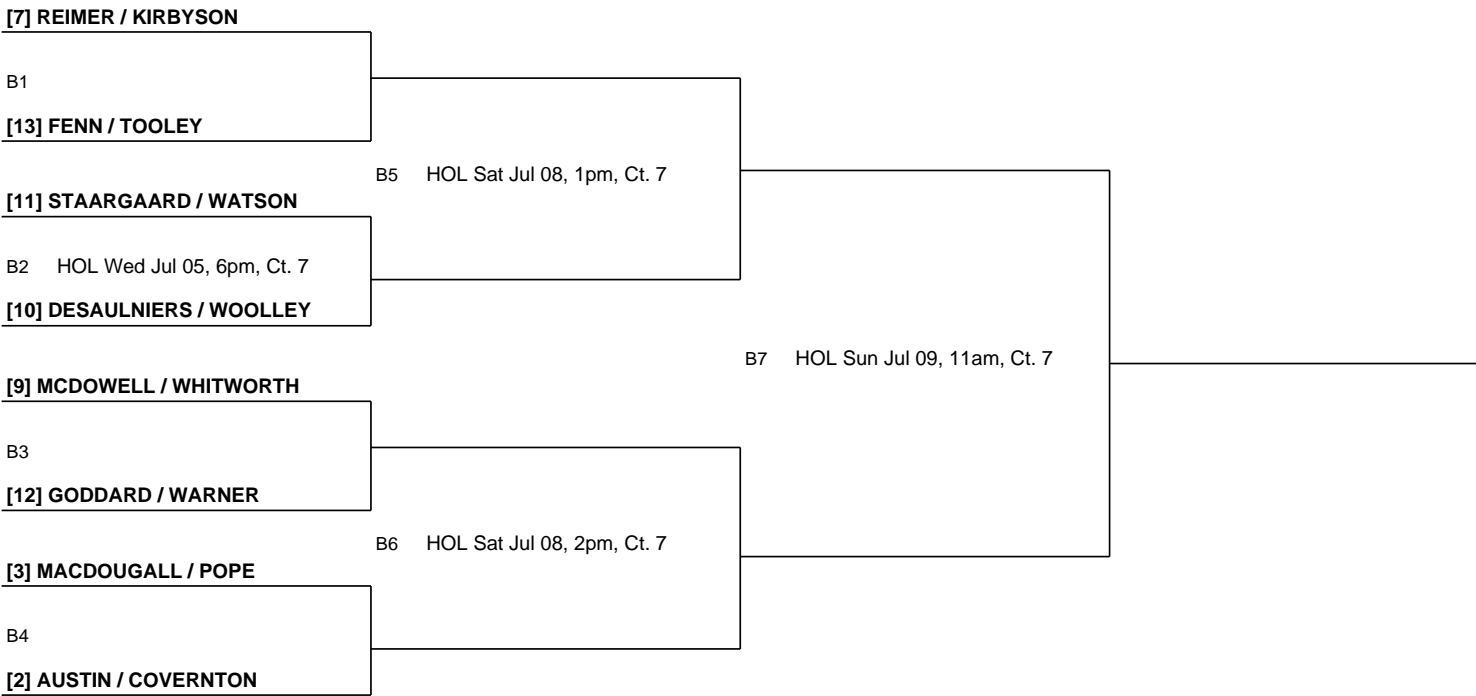 [7] REIMER / KIRBYSON
B1
[13] FENN / TOOLEY
B5 HOL Sat Jul 08, 1pm, Ct. 7
[11] STAARGAARD / WATSON
B2 HOL Wed Jul 05, 6pm, Ct. 7
[10] DESAULNIERS / WOOLLEY
B7 HOL Sun Jul 09, 11am, Ct. 7
[9] MCDOWELL / WHITWORTH
B3
[12] GODDARD / WARNER
B6 HOL Sat Jul 08, 2pm, Ct. 7
[3] MACDOUGALL / POPE
B4
[2] AUSTIN / COVERNTON